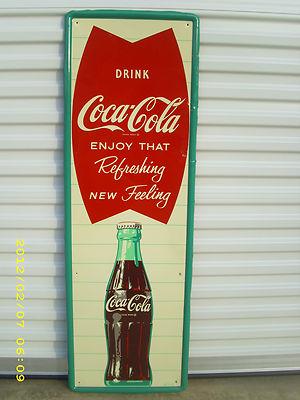 DRINK
Coca-Cola
ENJOY THAT
Refreshing
NEW Feeling
Coca-Cola
2012/02/07 06:09